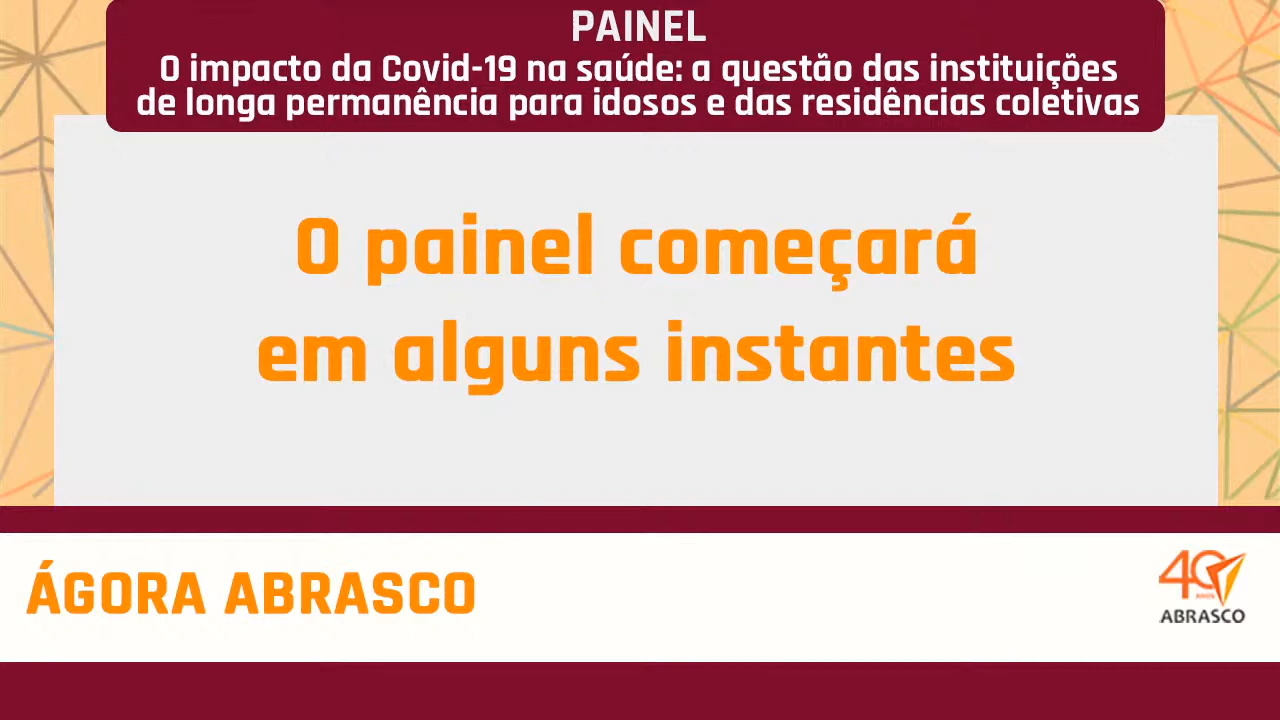 PAINEL
O impacto da Covid-19 na saúde: a questão das instituições
de longa permanência para idosos e das residências coletivas
O painel começará
em alguns instantes
ÁGORA ABRASCO
40
ANOS
ABRASCO